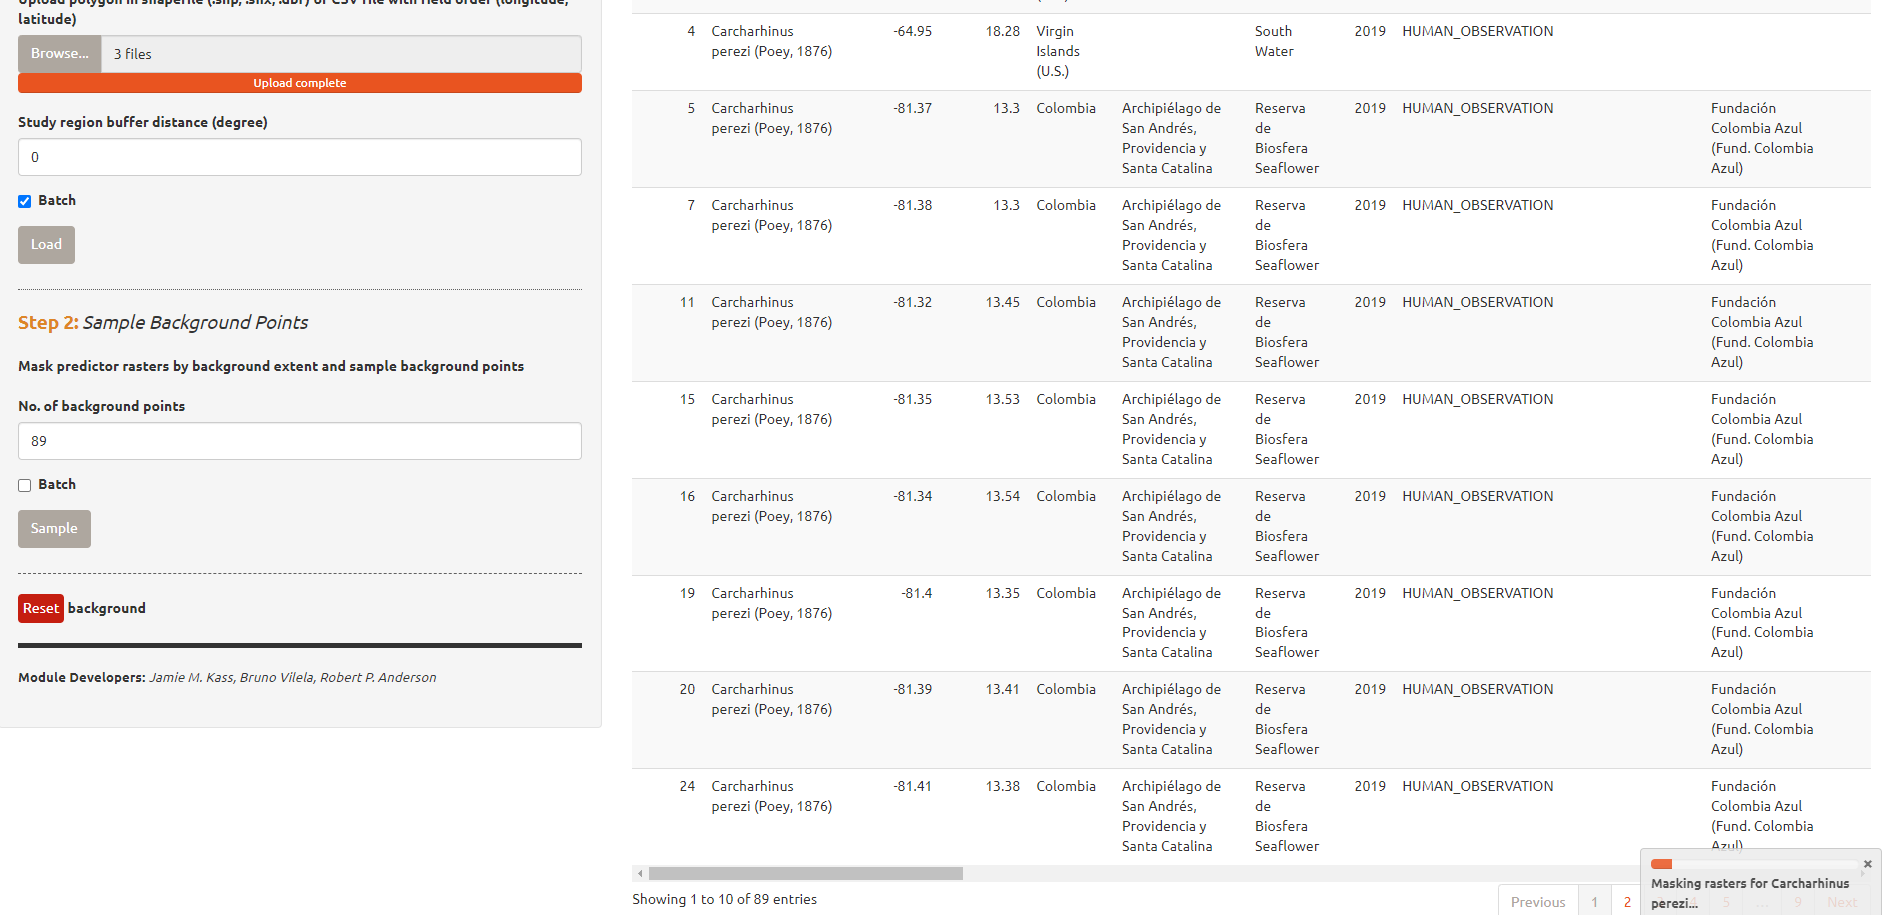 latitude)
Browse...
3 files
Upload complete
Study region buffer distance (degree)
0
Batch
Load
Step 2: Sample Background Points
Mask predictor rasters by background extent and sample background points
No. of background points
89
Batch
Sample
Reset background
Module Developers: Jamie M. Kass, Bruno Vilela, Robert P. Anderson
4 Carcharhinus -64.95 18.28 Virgin South 2019 HUMAN_OBSERVATION
perezi (Poey, 1876) Islands Water
(U.S.)
5 Carcharhinus -81.37 13.3 Colombia Archipiélago de Reserva 2019 HUMAN_OBSERVATION Fundación
perezi (Poey, 1876) San Andrés, de Colombia Azul
Providencia y Biosfera (Fund. Colombia
Santa Catalina Seaflower Azul)
7 Carcharhinus -81.38 13.3 Colombia Archipiélago de Reserva 2019 HUMAN_OBSERVATION Fundación
perezi (Poey, 1876) San Andrés, de Colombia Azul
Providencia y Biosfera (Fund. Colombia
Santa Catalina Seaflower Azul)
11 Carcharhinus -81.32 13.45 Colombia Archipiélago de Reserva 2019 HUMAN_OBSERVATION Fundación
perezi (Poey, 1876) San Andrés, de Colombia Azul
Providencia y Biosfera (Fund. Colombia
Santa Catalina Seaflower Azul)
15 Carcharhinus -81.35 13.53 Colombia Archipiélago de Reserva 2019 HUMAN_OBSERVATION Fundación
perezi (Poey, 1876) San Andrés, de Colombia Azul
Providencia y Biosfera (Fund. Colombia
Santa Catalina Seaflower Azul)
16 Carcharhinus -81.34 13.54 Colombia Archipiélago de Reserva 2019 HUMAN_OBSERVATION Fundación
perezi (Poey, 1876) San Andrés, de Colombia Azul
Providencia y Biosfera (Fund. Colombia
Santa Catalina Seaflower Azul)
19 Carcharhinus -81.4 13.35 Colombia Archipiélago de Reserva 2019 HUMAN_OBSERVATION Fundación
perezi (Poey, 1876) San Andrés, de Colombia Azul
Providencia y Biosfera (Fund. Colombia
Santa Catalina Seaflower Azul)
20 Carcharhinus -81.39 13.41 Colombia Archipiélago de Reserva 2019 HUMAN_OBSERVATION Fundación
perezi (Poey, 1876) San Andrés, de Colombia Azul
Providencia y Biosfera (Fund. Colombia
Santa Catalina Seaflower Azul)
24 Carcharhinus -81.41 13.38 Colombia Archipiélago de Reserva 2019 HUMAN_OBSERVATION Fundación
perezi (Poey, 1876) San Andrés, de Colombia Azul
Providencia y Biosfera (Fund. Colombia
Santa Catalina Seaflower Azul)
Showing 1 to 10 of 89 entries
Previous 1 2 4 5 ... 9 Next
Masking rasters for Carcharhinus
perezi...